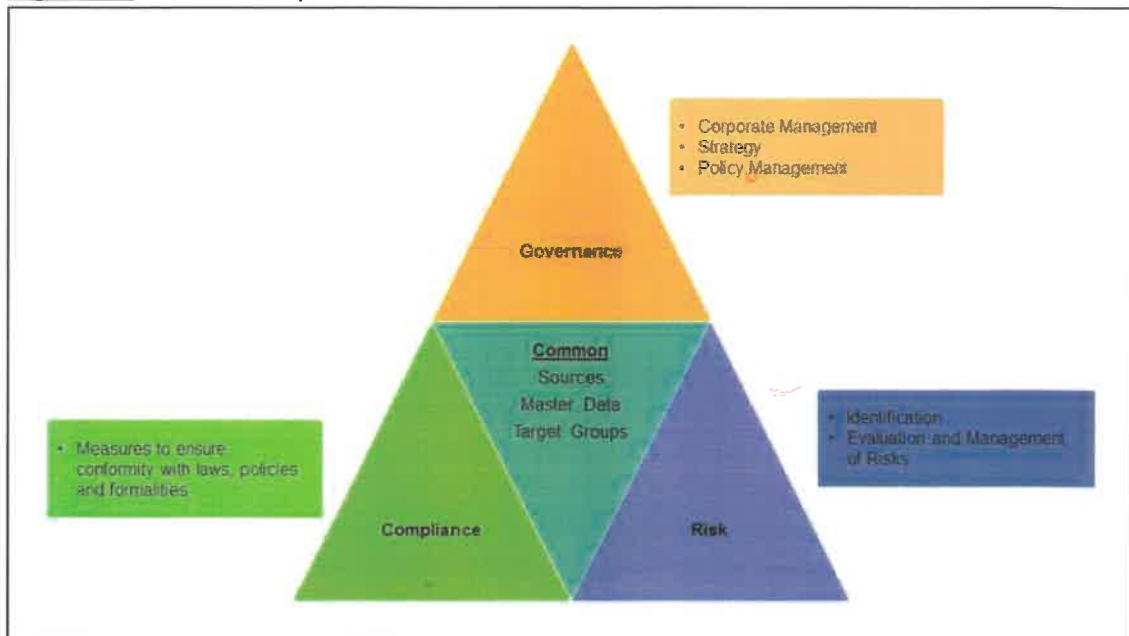 • Corporate Management
• Strategy
• Policy Management
Governance
Common
Sources
Master Data
Target Groups
• Identification
• Evaluation and Management
of Risks
• Measures to ensure
conformity with laws, policies
and formalities
Compliance
Risk